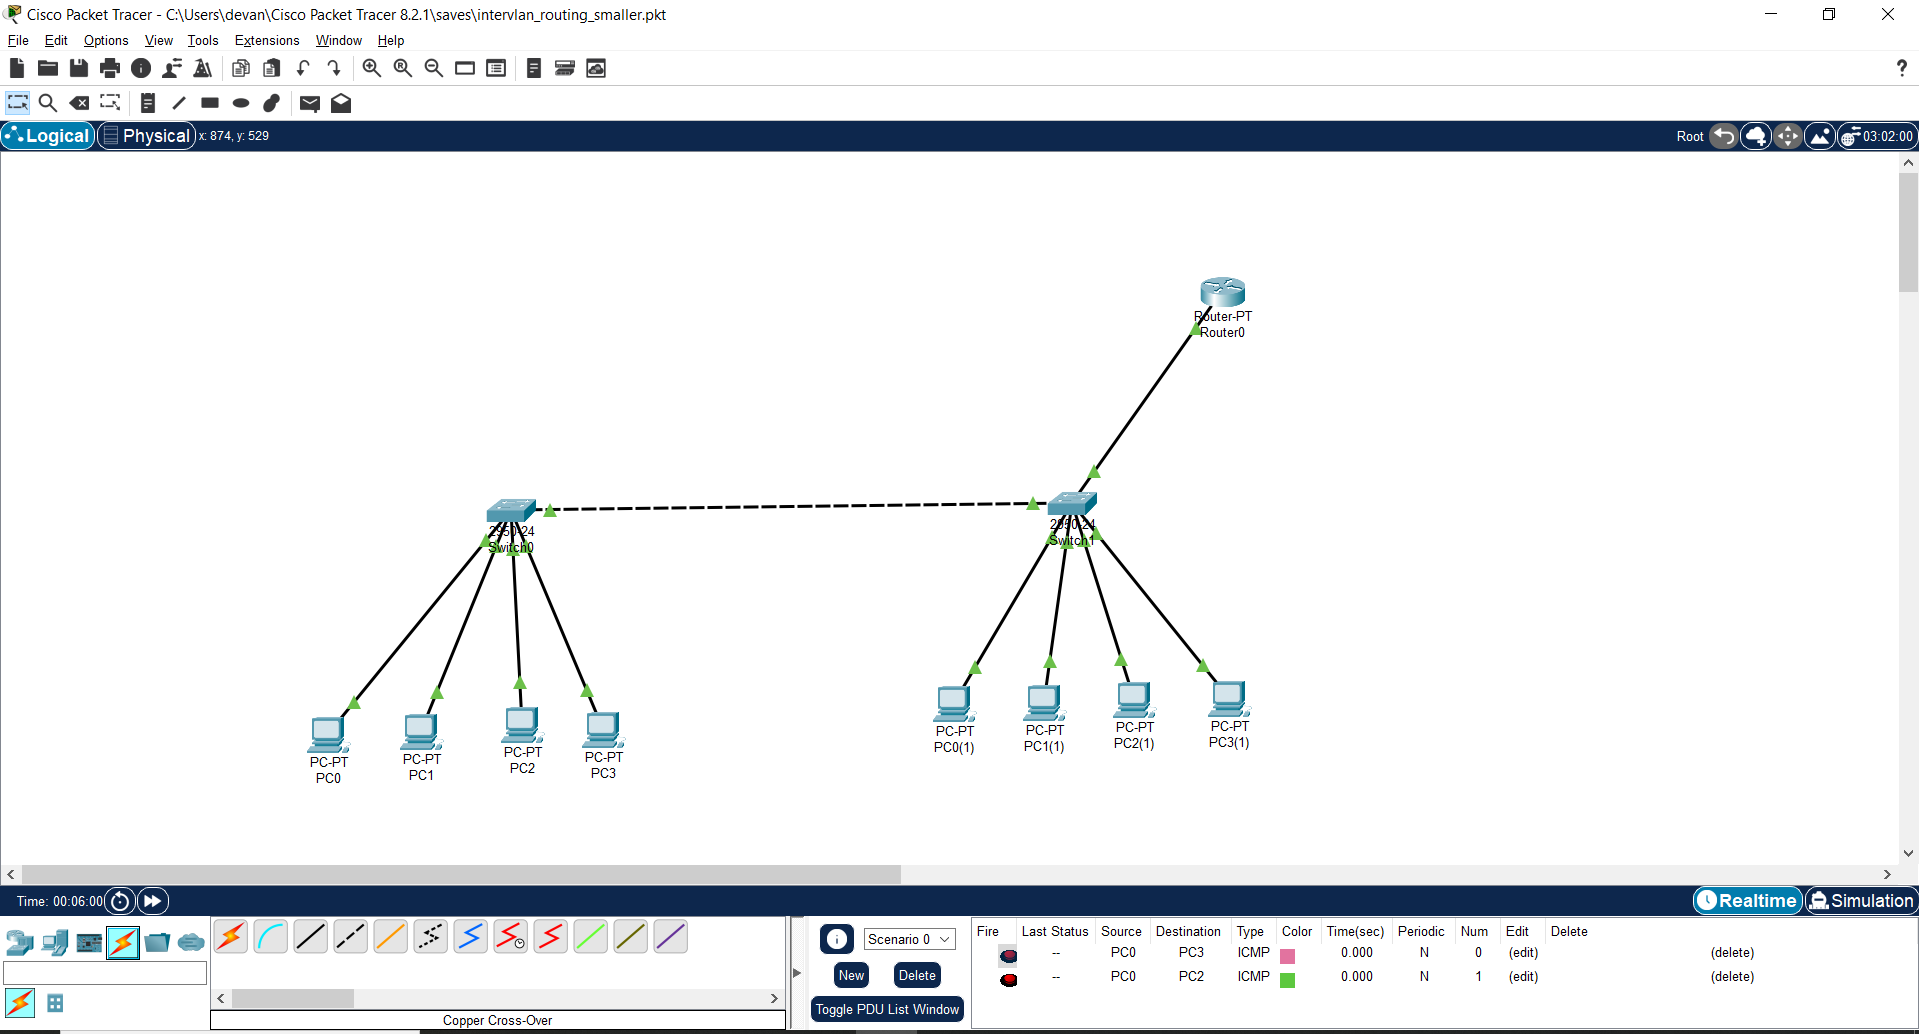 Cisco Packet Tracer - C:\Users\devan\Cisco Packet Tracer 8.2.1\saves\intervlan_routing_smaller.pkt
File Edit Options View Tools Extensions Window Help
?
Logical Physical x: 874, y: 529 Root 03:02:00
Router-PT
Router0
2950-24
Switch0
2950-24
Switch1
PC-PT
PC0
PC-PT
PC1
PC-PT
PC2
PC-PT
PC3
PC-PT
PC0(1)
PC-PT
PC1(1)
PC-PT
PC2(1)
PC-PT
PC3(1)
Time: 00:06:00 Realtime Simulation
Scenario 0
New Delete
Toggle PDU List Window
Copper Cross-Over
Fire Last Status Source Destination Type Color Time(sec) Periodic Num Edit Delete
-- PC0 PC3 ICMP 0.000 N 0 (edit) (delete)
-- PC0 PC2 ICMP 0.000 N 1 (edit) (delete)